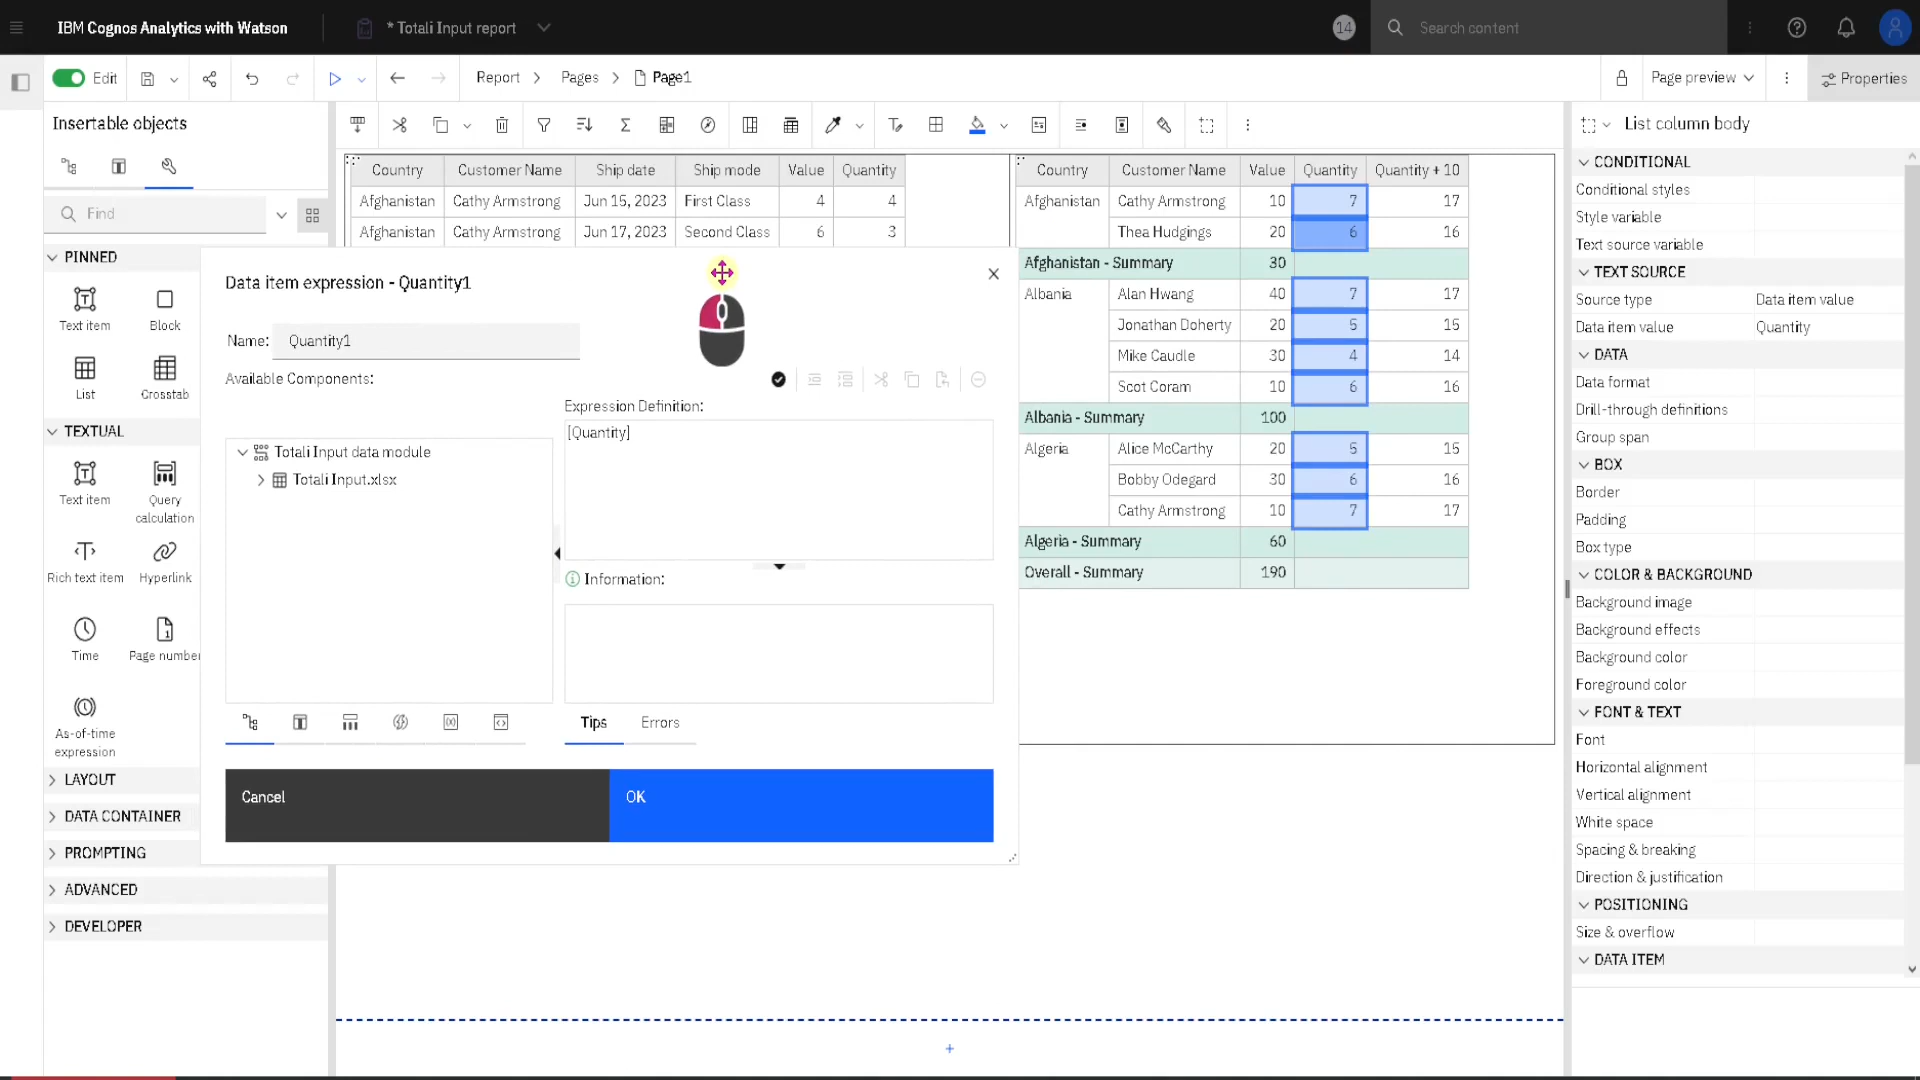 IBM Cognos Analytics with Watson
* Totali Input report
14
Search content
Edit
Report
Pages
Page1
Page preview
Properties
Insertable objects
Find
PINNED
Text item
Block
List
Crosstab
TEXTUAL
Text item
Query calculation
Rich text item
Hyperlink
Time
Page number
As-of-time expression
LAYOUT
DATA CONTAINER
PROMPTING
ADVANCED
DEVELOPER
Country Customer Name Ship date Ship mode Value Quantity
Afghanistan Cathy Armstrong Jun 15, 2023 First Class 4 4
Afghanistan Cathy Armstrong Jun 17, 2023 Second Class 6 3
Data item expression - Quantity1
Name: Quantity1
Available Components:
Totali Input data module
Totali Input.xlsx
Expression Definition:
[Quantity]
Information:
Tips
Errors
Cancel
OK
Country Customer Name Value Quantity Quantity + 10
Afghanistan Cathy Armstrong 10 7 17
Thea Hudgings 20 6 16
Afghanistan - Summary 30
Albania Alan Hwang 40 7 17
Jonathan Doherty 20 5 15
Mike Caudle 30 4 14
Scot Coram 10 6 16
Albania - Summary 100
Algeria Alice McCarthy 20 5 15
Bobby Odegard 30 6 16
Cathy Armstrong 10 7 17
Algeria - Summary 60
Overall - Summary 190
List column body
CONDITIONAL
Conditional styles
Style variable
Text source variable
TEXT SOURCE
Source type Data item value
Data item value Quantity
DATA
Data format
Drill-through definitions
Group span
BOX
Border
Padding
Box type
COLOR & BACKGROUND
Background image
Background effects
Background color
Foreground color
FONT & TEXT
Font
Horizontal alignment
Vertical alignment
White space
Spacing & breaking
Direction & justification
POSITIONING
Size & overflow
DATA ITEM